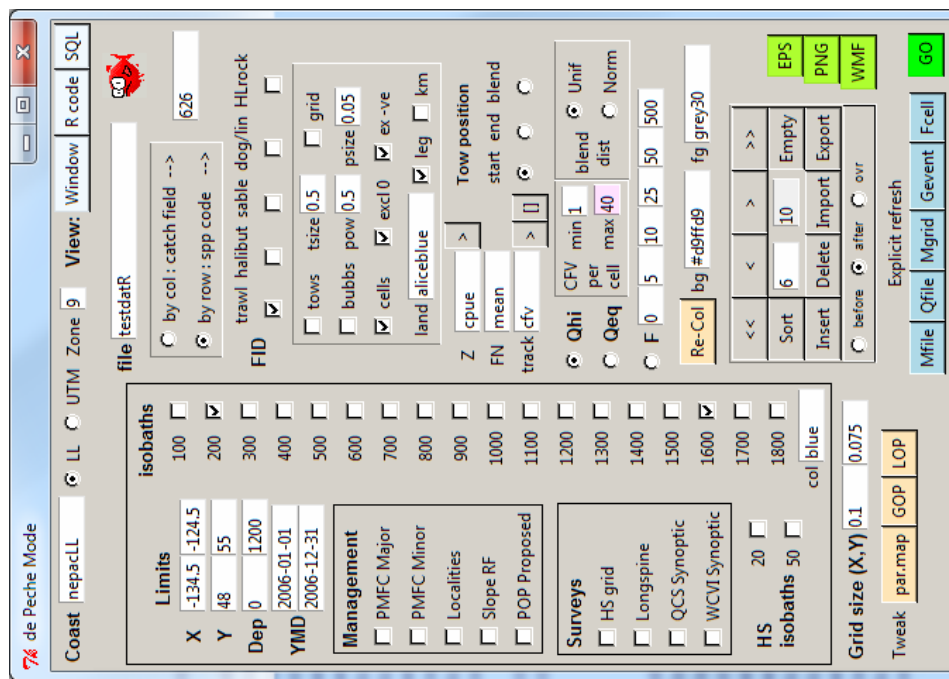 de Peche Mode
Coast nepacLL LL UTM Zone 9 View: Window R code SQL
Limits
X -134.5 -124.5
Y 48 55
Dep 0 1200
YMD 2006-01-01
2006-12-31
Management
PMFC Major
PMFC Minor
Localities
Slope RF
POP Proposed
Surveys
HS grid
Longspine
QCS Synoptic
WCVI Synoptic
HS isobaths
20
50
isobaths
100
200
300
400
500
600
700
800
900
1000
1100
1200
1300
1400
1500
1600
1700
1800
col blue
Grid size (X,Y) 0.1 0.075
Tweak par.map GOP LOP
file testdatR
by col : catch field -->
by row : spp code -->
626
trawl halibut sable dog/lin HLrock
FID
tows tsize 0.5 grid
bubbs pow 0.5 psize 0.05
cells excl 0 ex -ve
land aliceblue leg km
Z cpue >
FN mean
track cfv > []
Tow position
start end blend
Qhi
Qeq
CFV per cell
min 1
max 40
blend dist
Unif
Norm
F 0 5 10 25 50 500
Re-Col bg #d9ffd9 fg grey30
<< < > >>
Sort 6 10 Empty
Insert Delete Import Export
before after ovr
EPS
PNG
WMF
Explicit refresh
Mfile Qfile Mgrid Gevent Fcell GO